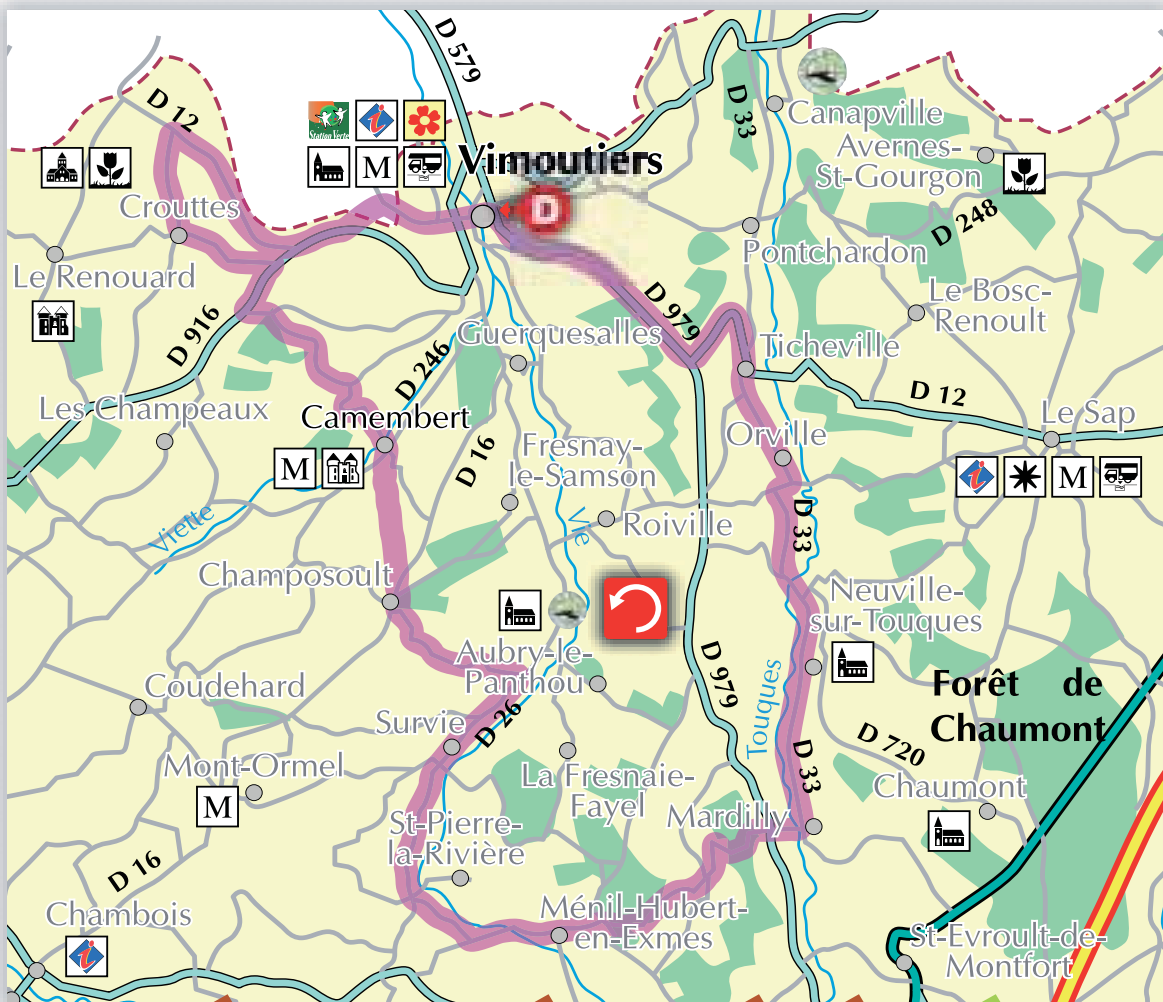 D 579
D 12
D 33
Canapville
Station Verte
i
M
Vimoutiers
D
Avernes-
St-Gourgon
Crouttes
D 248
Le Renouard
Pontchardon
Le Bosc-
Renoult
D 916
D 979
Guerquesalles
Ticheville
D 246
D 12
Les Champeaux
Camembert
Le Sap
Orville
M
D 16
Fresnay-
le-Samson
i
M
Viette
Vie
Roiville
D 33
Champosoult
Neuville-
sur-Touques
Aubry-le-
Panthou
D 979
Touques
Forêt de
Chaumont
Coudehard
Survie
D 26
D 720
Mont-Ormel
M
La Fresnaie-
Fayel
D 33
Chaumont
Mardilly
St-Pierre-
la-Rivière
D 16
Chambois
i
Ménil-Hubert-
en-Exmes
St-Evroult-de-
Montfort